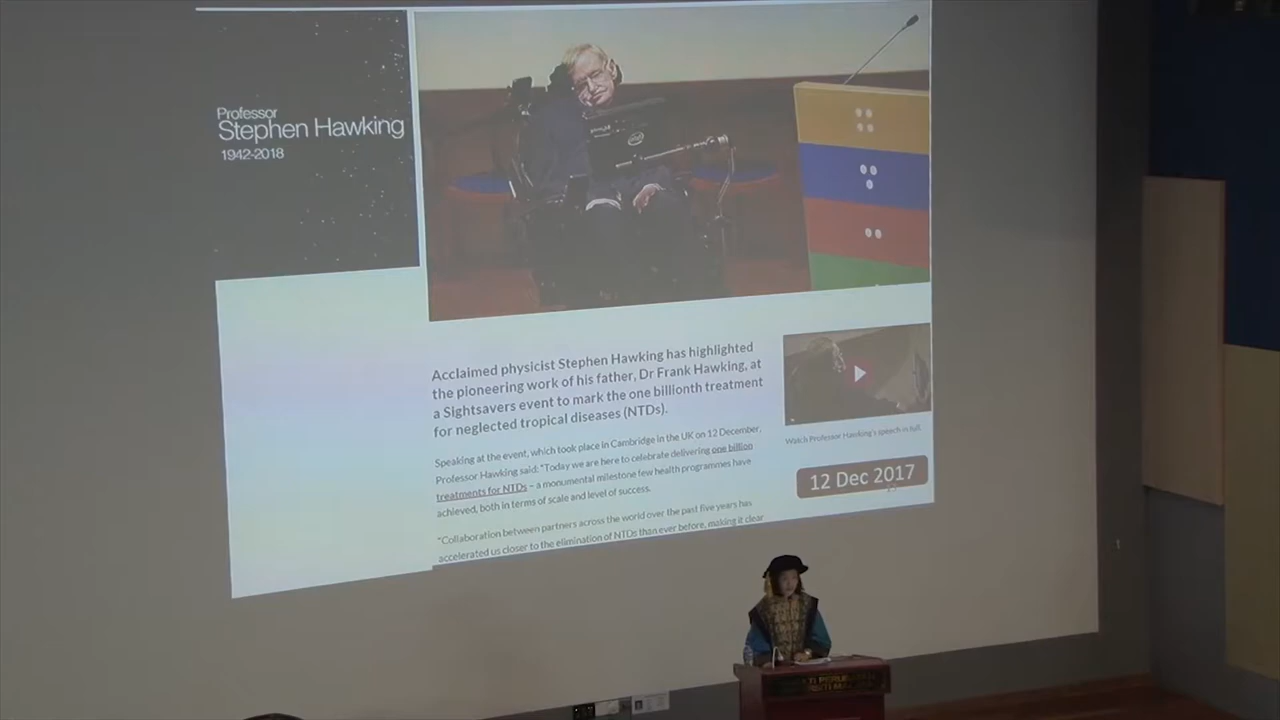 Professor
Stephen Hawking
1942-2018
intel
Acclaimed physicist Stephen Hawking has highlighted
the pioneering work of his father, Dr Frank Hawking, at
a Sightsavers event to mark the one billionth treatment
for neglected tropical diseases (NTDs).
Speaking at the event, which took place in Cambridge in the UK on 12 December,
Professor Hawking said: "Today we are here to celebrate delivering one billion
treatments for NTDs – a monumental milestone few health programmes have
achieved, both in terms of scale and level of success.
"Collaboration between partners across the world over the past five years has
accelerated us closer to the elimination of NTDs than ever before, making it clear
Watch Professor Hawking's speech in full.
12 Dec 2017